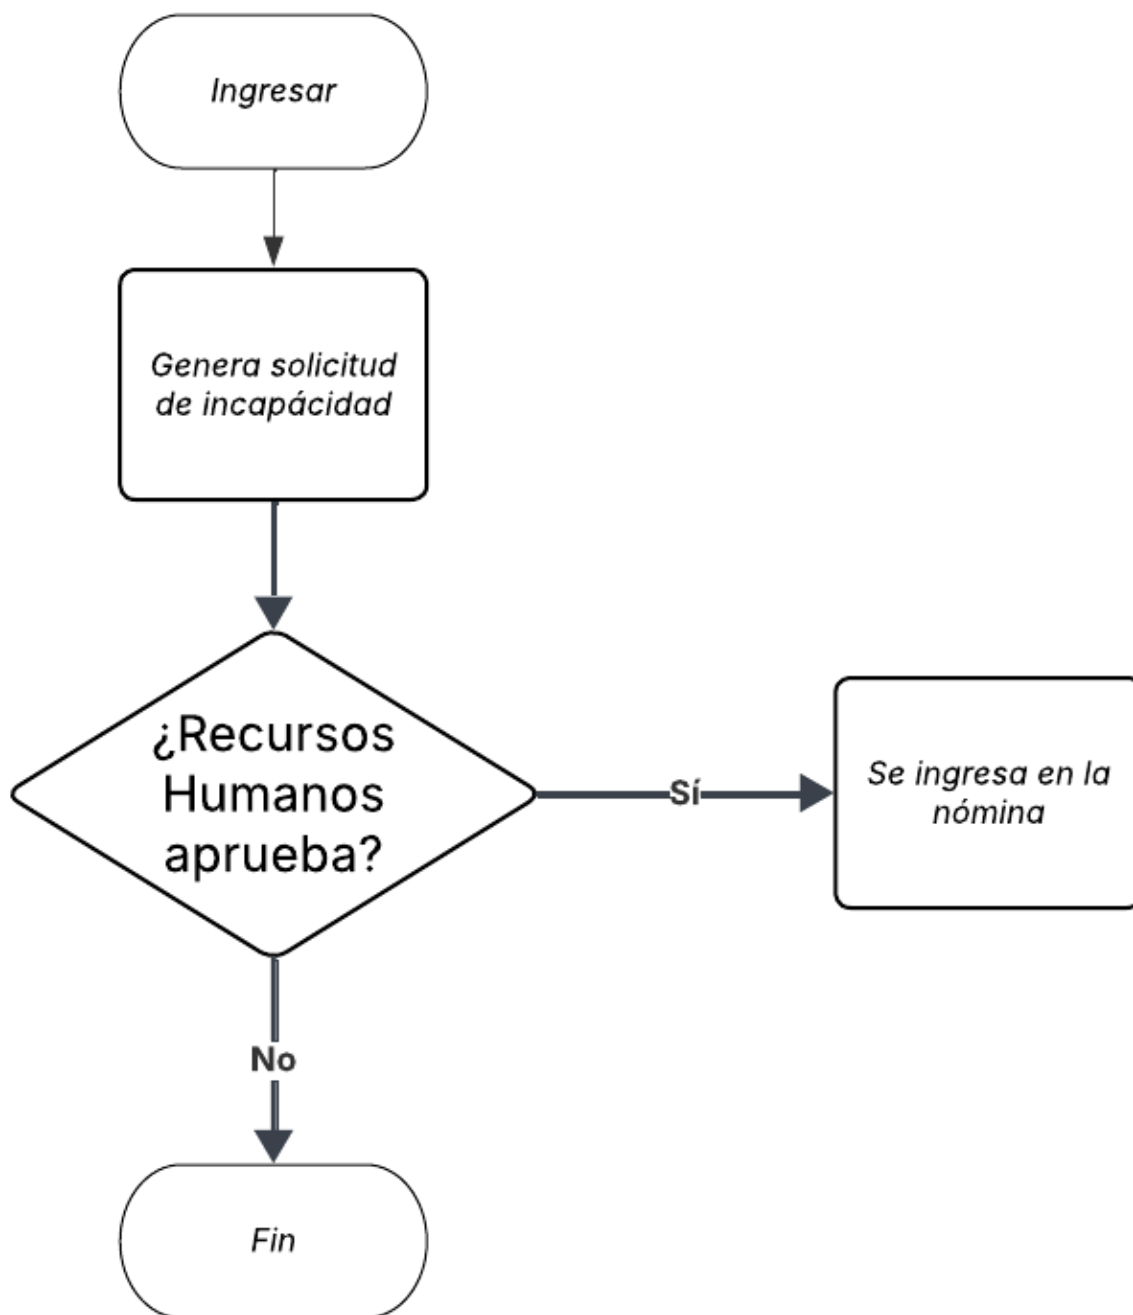 Ingresar
Genera solicitud
de incapácidad
¿Recursos
Humanos
aprueba?
Sí
Se ingresa en la
nómina
No
Fin